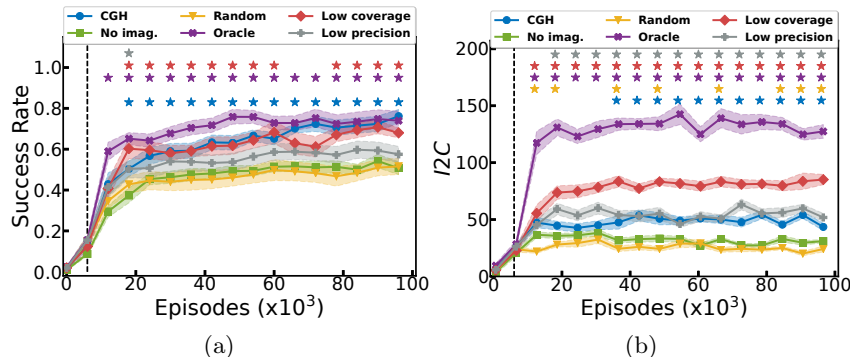 CGH Random Low coverage
No imag. Oracle Low precision
1.0
0.8
0.6
0.4
0.2
0.0
Success Rate
0 20 40 60 80 100
Episodes (x10³)
(a)
CGH Random Low coverage
No imag. Oracle Low precision
200
150
100
50
0
I2C
0 20 40 60 80 100
Episodes (x10³)
(b)